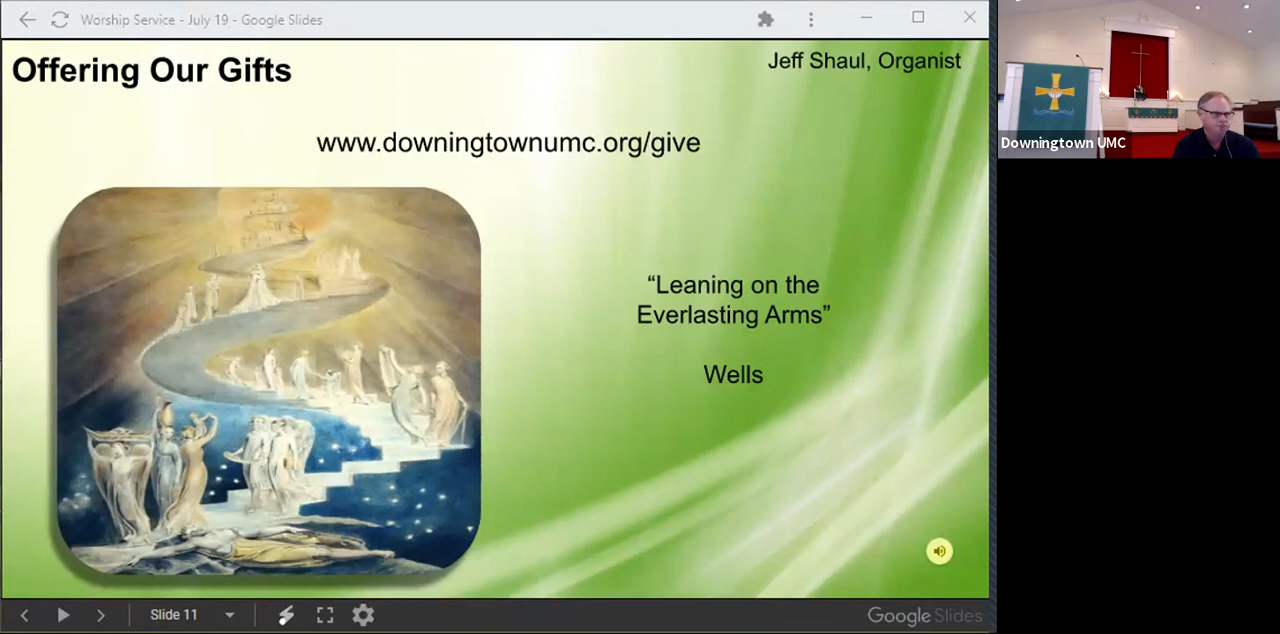 Worship Service - July 19 - Google Slides
Offering Our Gifts
Jeff Shaul, Organist
www.downingtownumc.org/give
“Leaning on the
Everlasting Arms”
Wells
Downingtown UMC
Slide 11
Google Slides